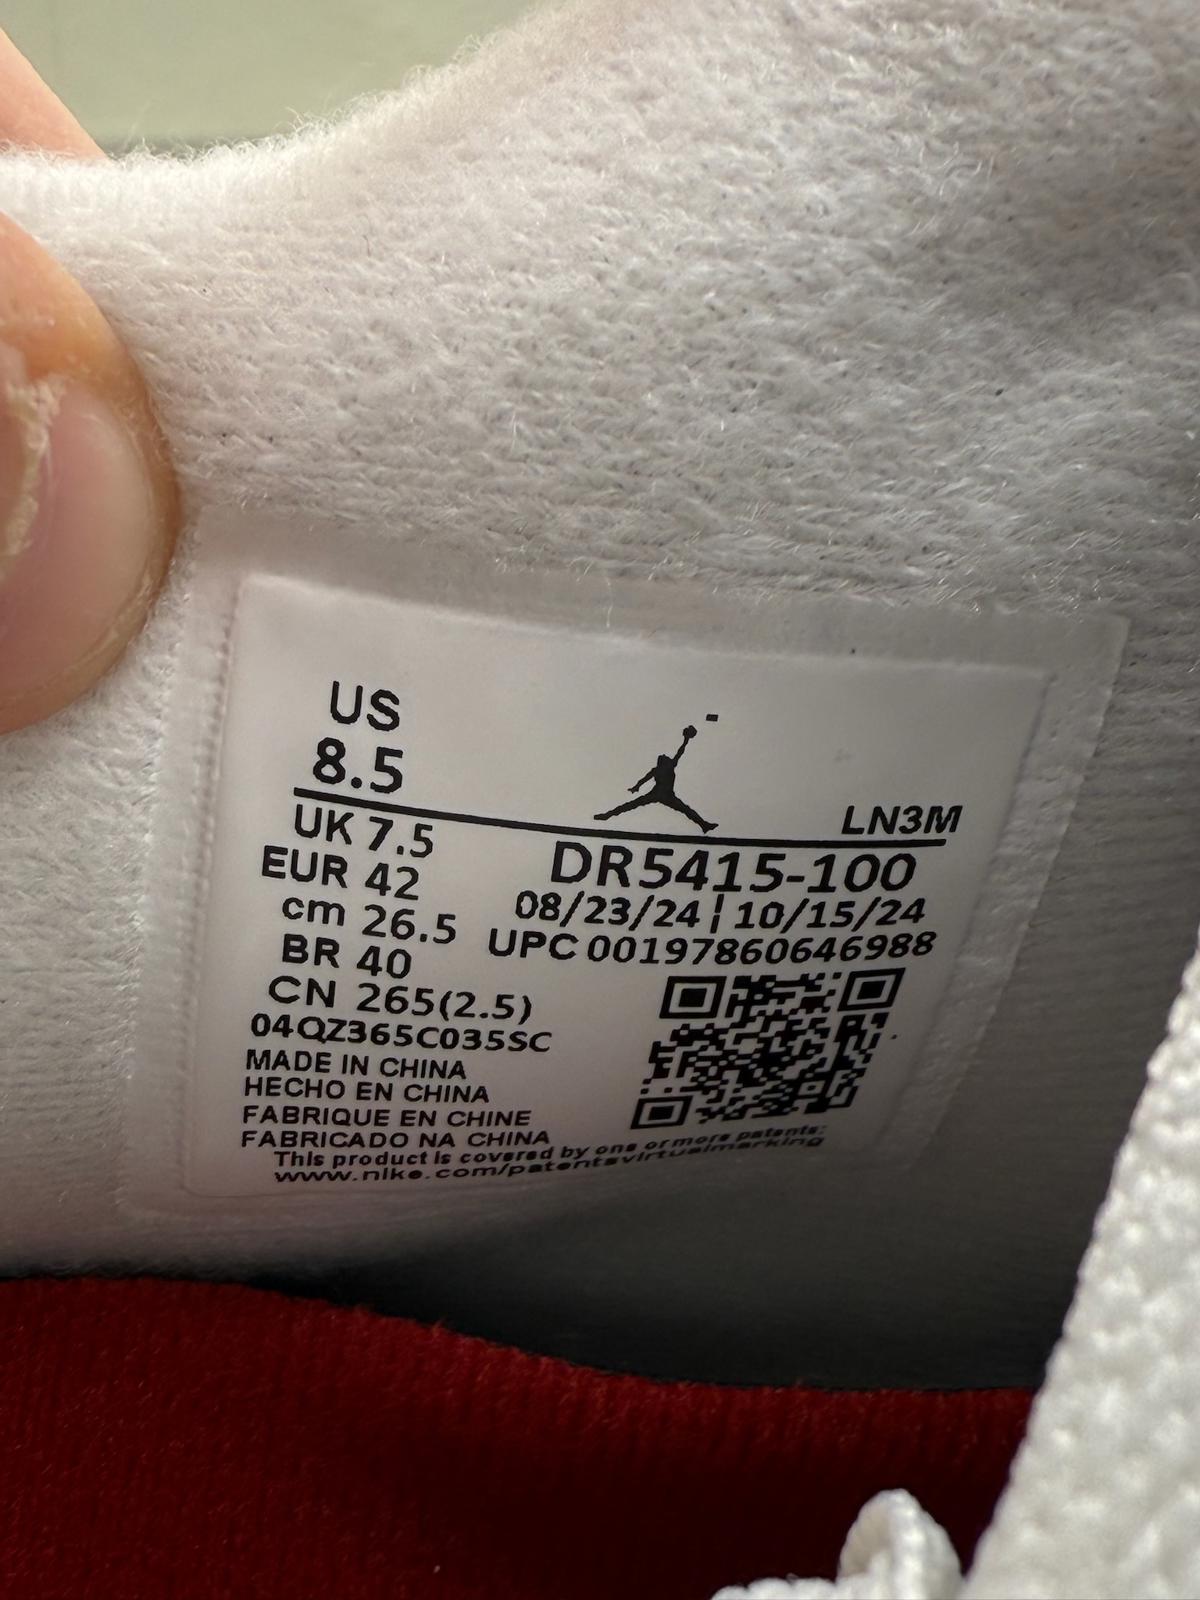 US
8.5
LN3M
UK 7.5
DR5415-100
EUR 42
08/23/24 ¦ 10/15/24
cm 26.5
UPC 00197860646988
BR 40
CN 265(2.5)
04QZ365C035SC
MADE IN CHINA
HECHO EN CHINA
FABRIQUE EN CHINE
FABRICADO NA CHINA
This product is covered by one or more patents:
www.nike.com/patentsvirtualmarking